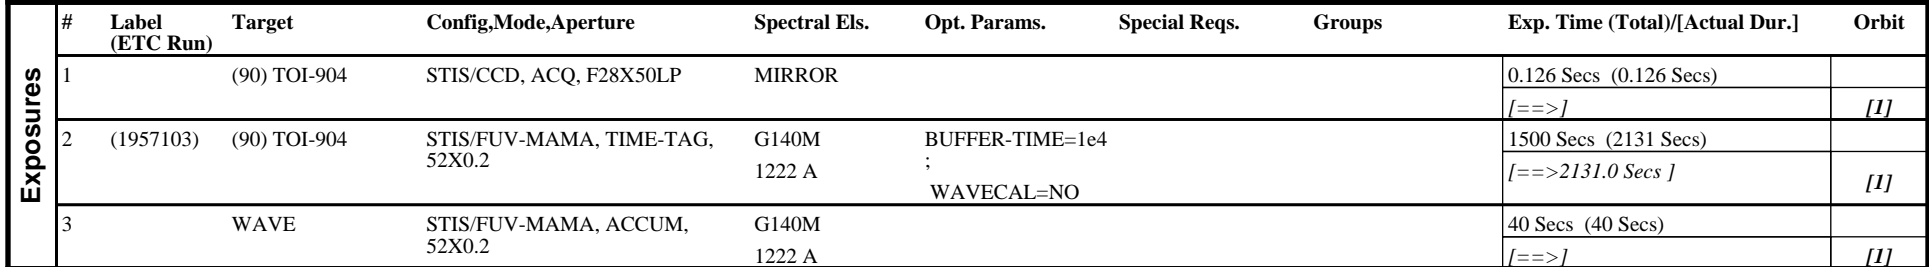 Exposures
# Label (ETC Run) Target Config,Mode,Aperture Spectral Els. Opt. Params. Special Reqs. Groups Exp. Time (Total)/[Actual Dur.] Orbit
1 (90) TOI-904 STIS/CCD, ACQ, F28X50LP MIRROR 0.126 Secs (0.126 Secs)
[==>] [1]
2 (1957103) (90) TOI-904 STIS/FUV-MAMA, TIME-TAG, G140M BUFFER-TIME=1e4 1500 Secs (2131 Secs)
52X0.2 ;
1222 A [==>2131.0 Secs ] [1]
WAVECAL=NO
3 WAVE STIS/FUV-MAMA, ACCUM, G140M 40 Secs (40 Secs)
52X0.2
1222 A [==>] [1]